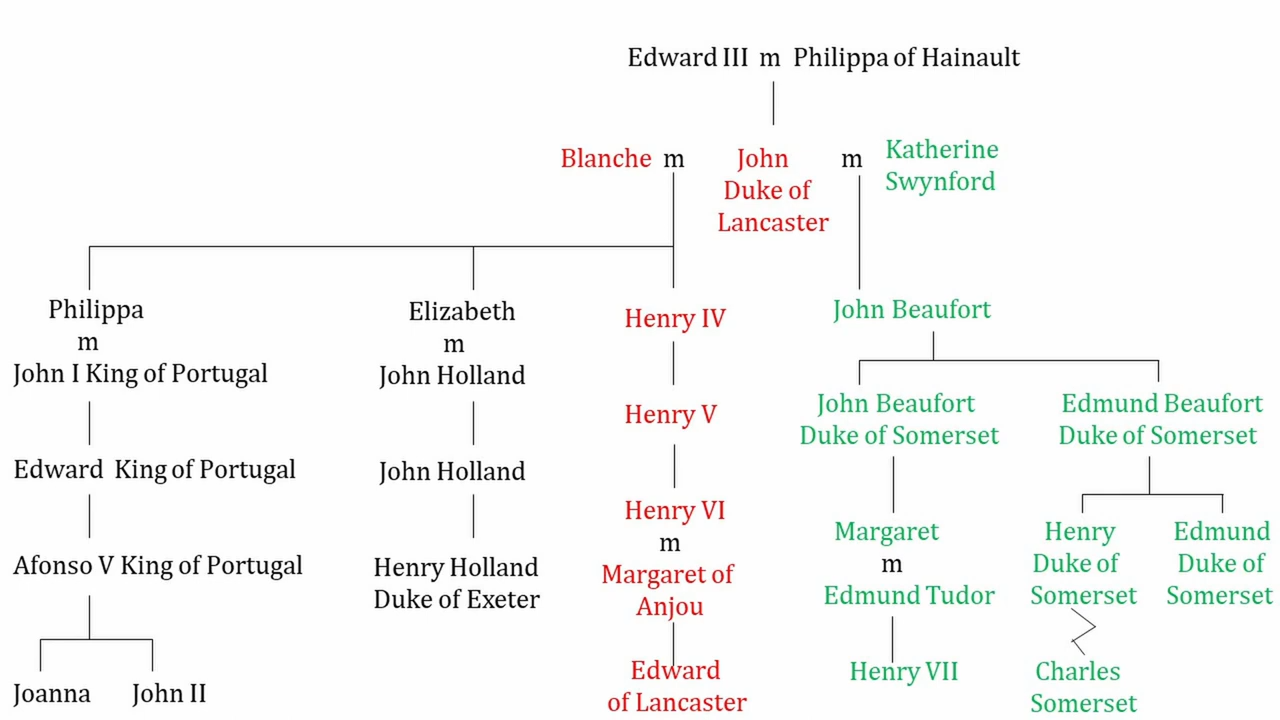 Edward III m Philippa of Hainault
Blanche m John m Katherine
Duke of Swynford
Lancaster
Philippa Elizabeth Henry IV John Beaufort
m m
John I King of Portugal John Holland
Henry V John Beaufort Edmund Beaufort
Duke of Somerset Duke of Somerset
Edward King of Portugal John Holland
Henry VI Margaret Henry Edmund
m m Duke of Duke of
Afonso V King of Portugal Henry Holland Margaret of Edmund Tudor Somerset Somerset
Duke of Exeter Anjou
Joanna John II Edward Henry VII Charles
of Lancaster Somerset